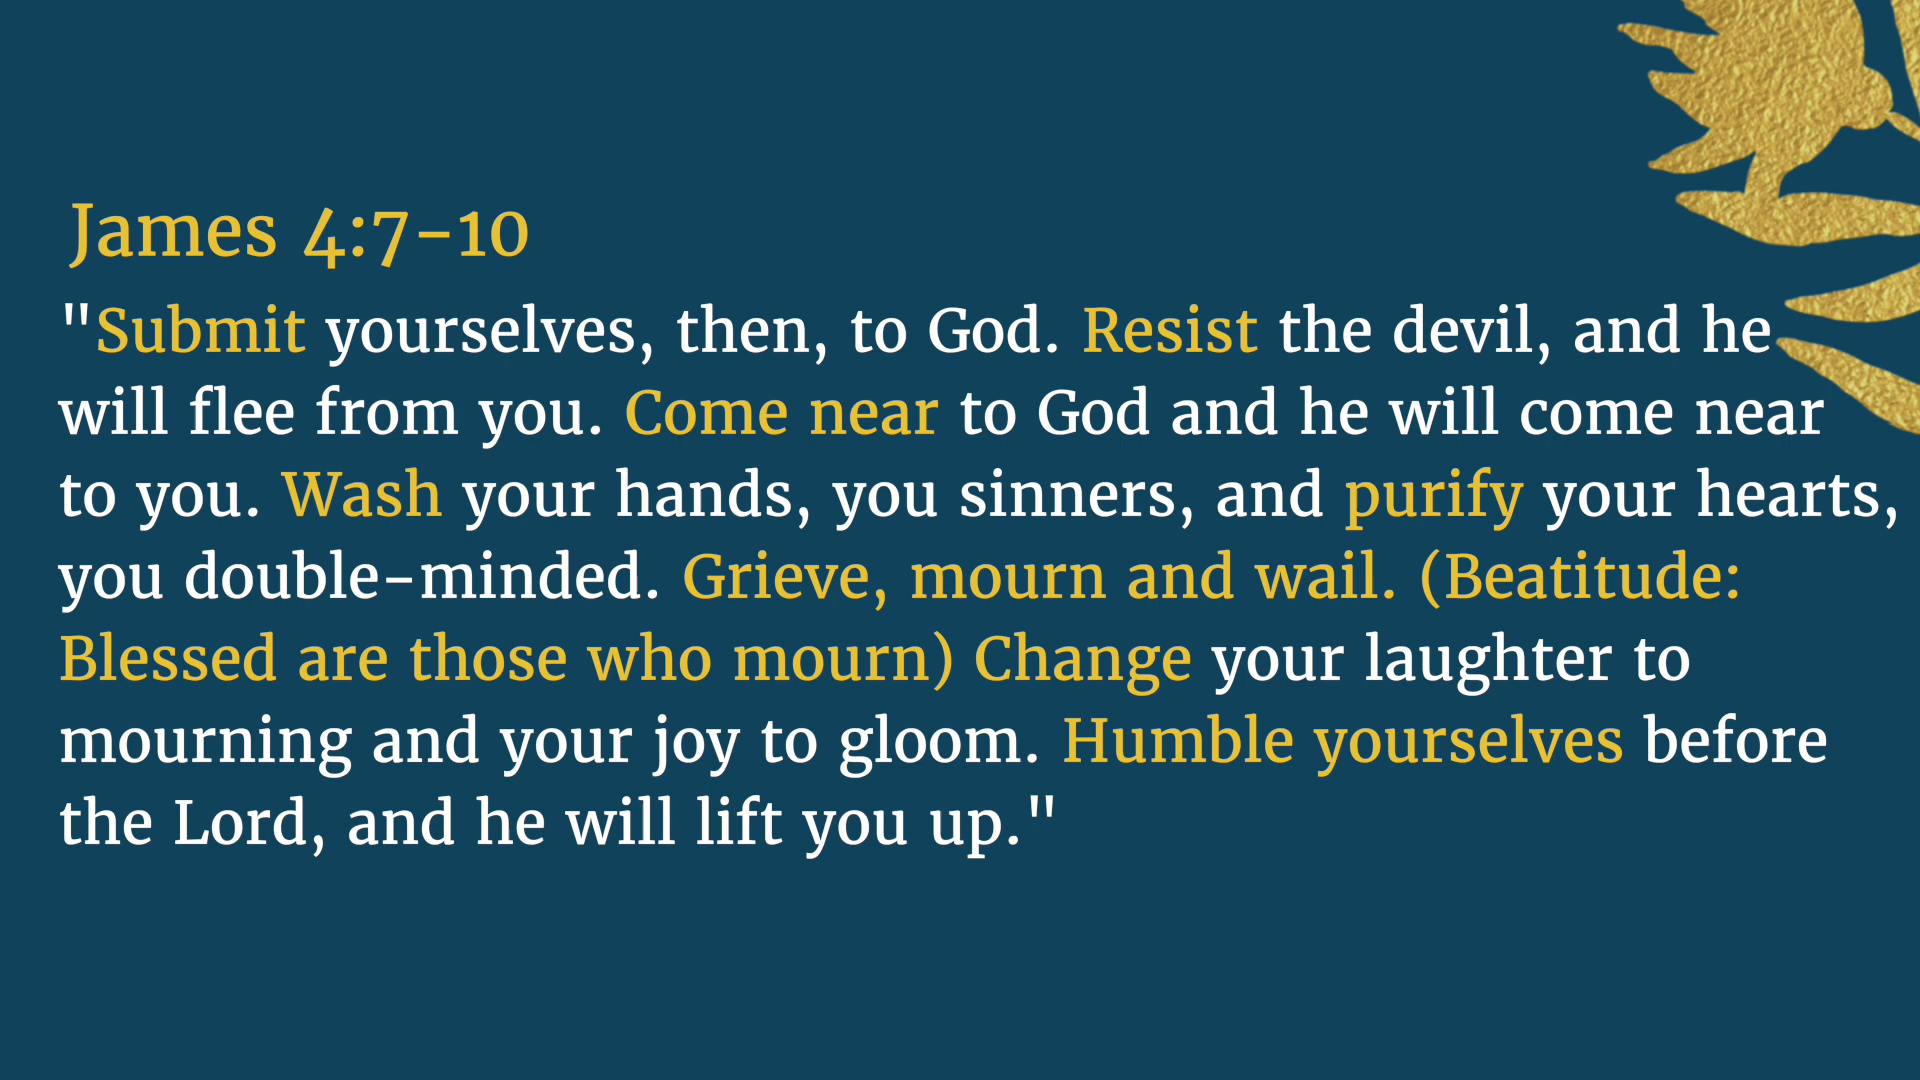 James 4:7-10
"Submit yourselves, then, to God. Resist the devil, and he
will flee from you. Come near to God and he will come near
to you. Wash your hands, you sinners, and purify your hearts,
you double-minded. Grieve, mourn and wail. (Beatitude:
Blessed are those who mourn) Change your laughter to
mourning and your joy to gloom. Humble yourselves before
the Lord, and he will lift you up."